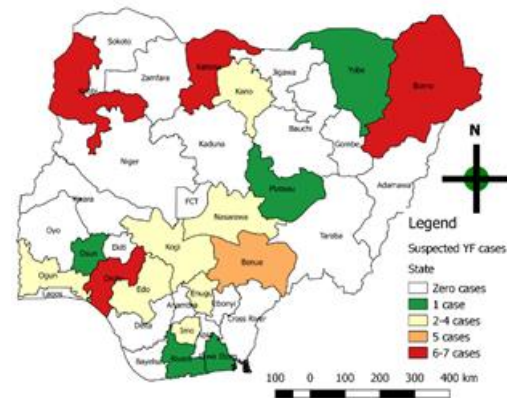 Sokoto
Katsina
Yobe
Borno
Kebbi
Zamfara
Jigawa
Kano
Kaduna
Bauchi
Gombe
Niger
Adamawa
Plateau
FCT
Nasarawa
Taraba
Kwara
Oyo
Ekiti
Osun
Kogi
Benue
Ogun
Ondo
Edo
Enugu
Lagos
Anambra
Ebonyi
Delta
Cross River
Imo
Bayelsa
Rivers
Akwa Ibom
N
Legend
Suspected YF cases
State
Zero cases
1 case
2-4 cases
5 cases
6-7 cases
100 0 100 200 300 400 km